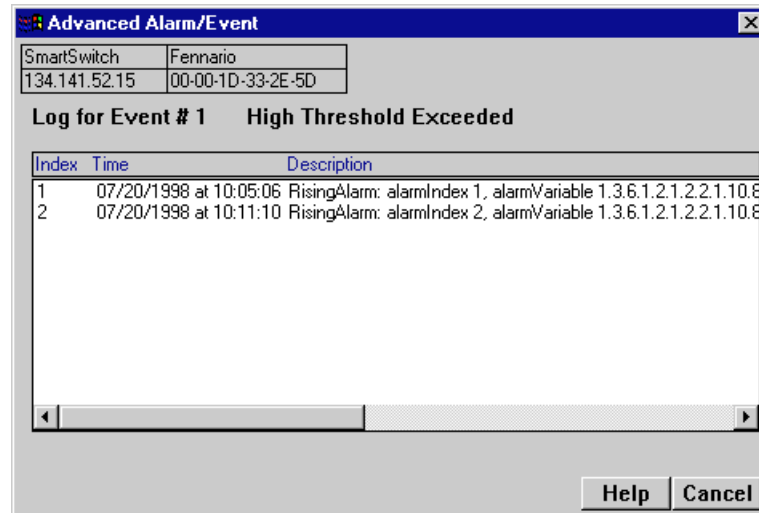 Advanced Alarm/Event
SmartSwitch Fennario
134.141.52.15 00-00-1D-33-2E-5D
Log for Event # 1 High Threshold Exceeded
Index Time Description
1 07/20/1998 at 10:05:06 RisingAlarm: alarmIndex 1, alarmVariable 1.3.6.1.2.1.2.2.1.10.8
2 07/20/1998 at 10:11:10 RisingAlarm: alarmIndex 2, alarmVariable 1.3.6.1.2.1.2.2.1.10.8
Help Cancel